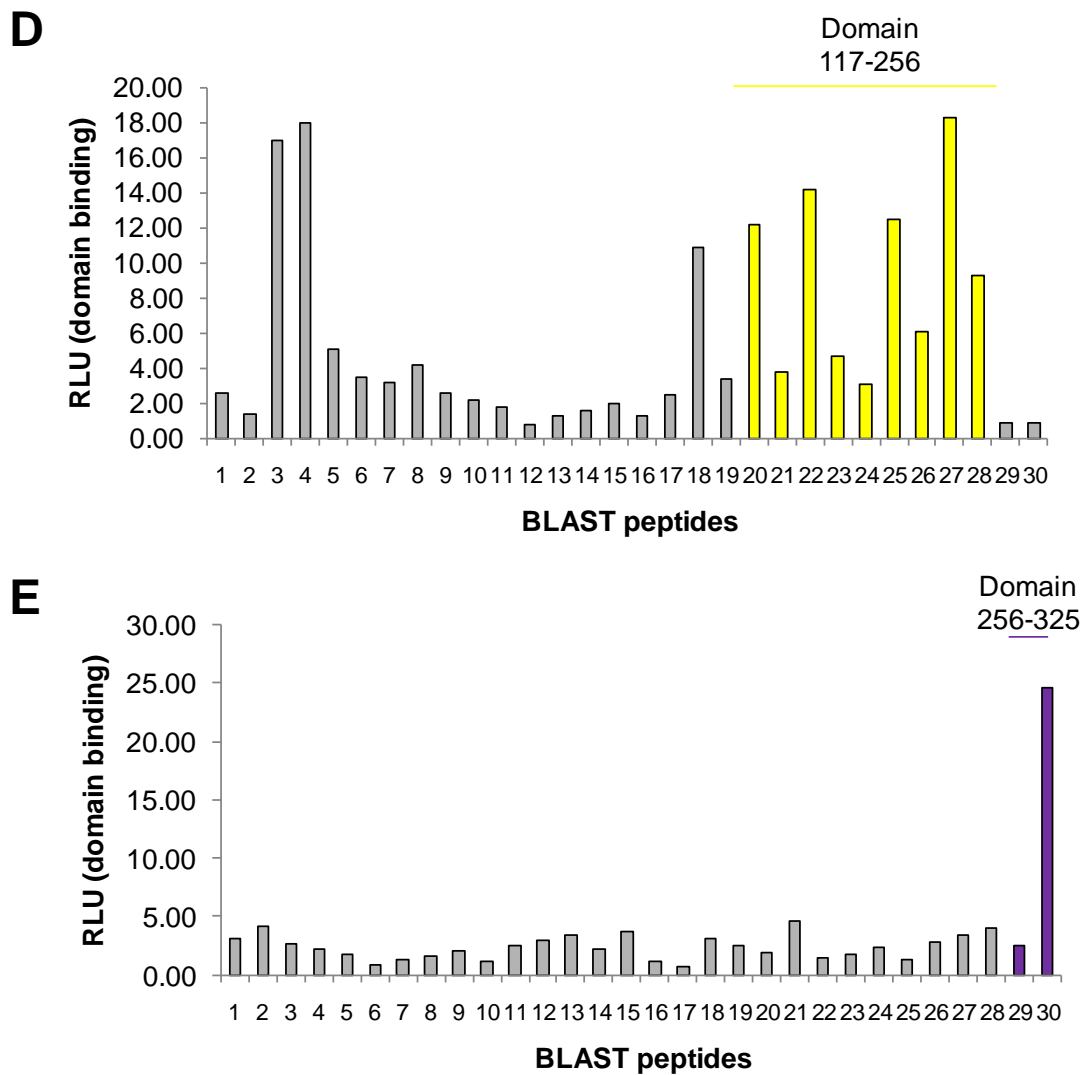 D
Domain
117-256
20.00
18.00
16.00
14.00
12.00
10.00
8.00
6.00
4.00
2.00
0.00
RLU (domain binding)
1 2 3 4 5 6 7 8 9 10 11 12 13 14 15 16 17 18 19 20 21 22 23 24 25 26 27 28 29 30
BLAST peptides
E
Domain
256-325
30.00
25.00
20.00
15.00
10.00
5.00
0.00
RLU (domain binding)
1 2 3 4 5 6 7 8 9 10 11 12 13 14 15 16 17 18 19 20 21 22 23 24 25 26 27 28 29 30
BLAST peptides